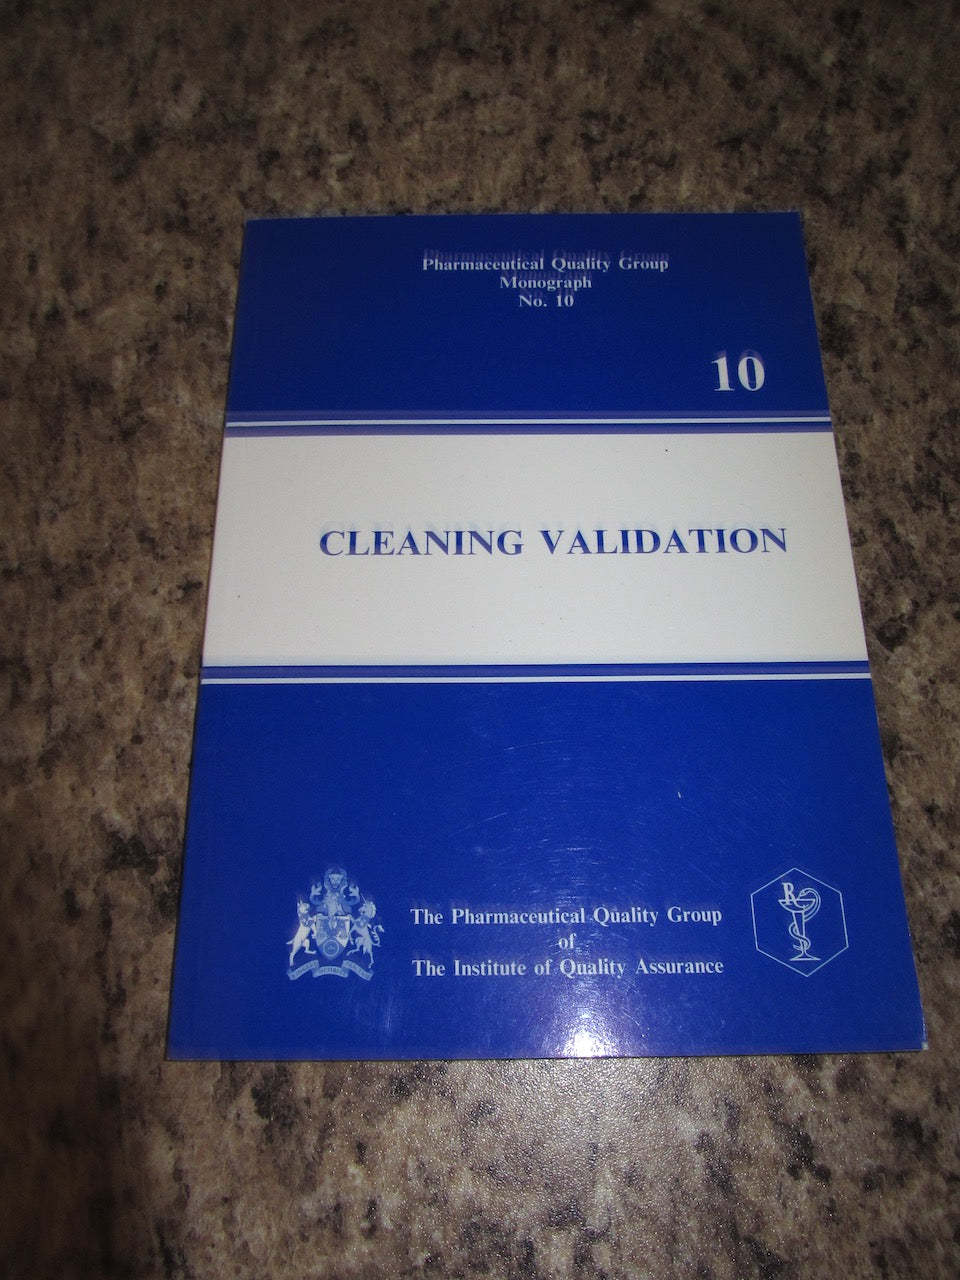 Pharmaceutical Quality Group
Monograph
No. 10
10
CLEANING VALIDATION
The Pharmaceutical Quality Group
of
The Institute of Quality Assurance
R